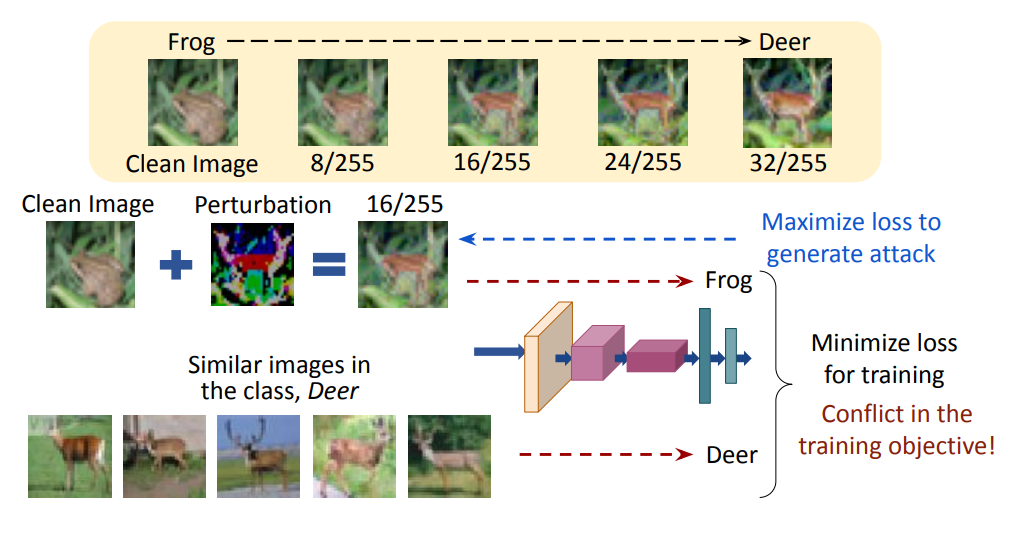 Frog
Deer
Clean Image
8/255
16/255
24/255
32/255
Clean Image
Perturbation
16/255
Maximize loss to
generate attack
Frog
Similar images in
the class, Deer
Minimize loss
for training
Conflict in the
training objective!
Deer